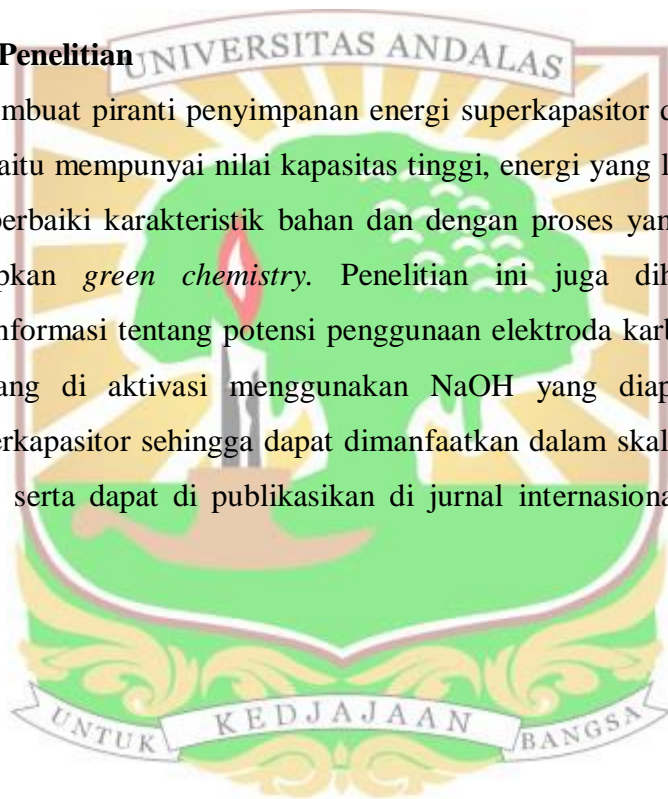 Penelitian
UNIVERSITAS ANDALAS
mbuat piranti penyimpanan energi superkapasitor
aitu mempunyai nilai kapasitas tinggi, energi yang
perbaiki karakteristik bahan dan dengan proses yan
pkan green chemistry. Penelitian ini juga dih
nformasi tentang potensi penggunaan elektroda karb
ang di aktivasi menggunakan NaOH yang diap
erkapasitor sehingga dapat dimanfaatkan dalam skal
serta dapat di publikasikan di jurnal internasiona
UNTUK KEDJAJAAN BANGSA